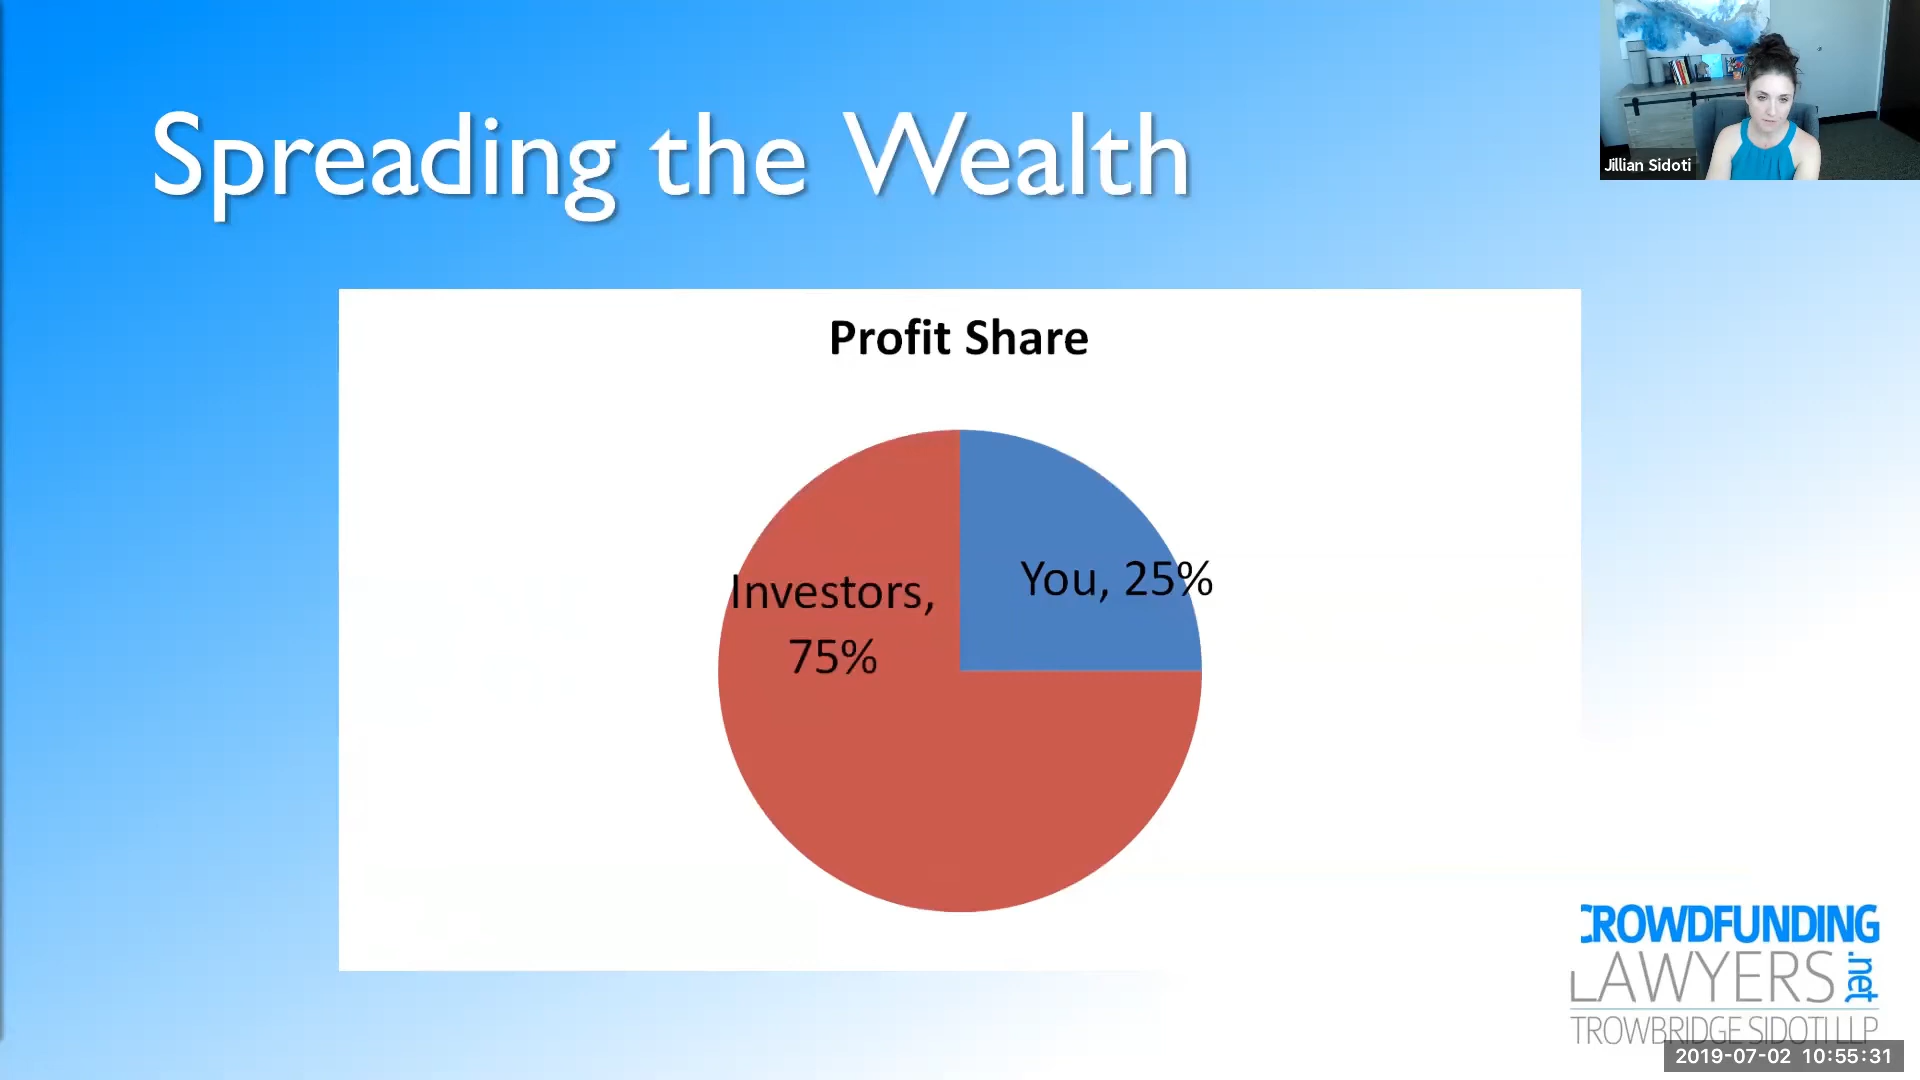 Spreading the Wealth
Jillian Sidoti
Profit Share
You, 25%
Investors,
75%
CROWDFUNDING
LAWYERS
.net
TROWBRIDGE SIDOTI LLP
2019-07-02 10:55:31